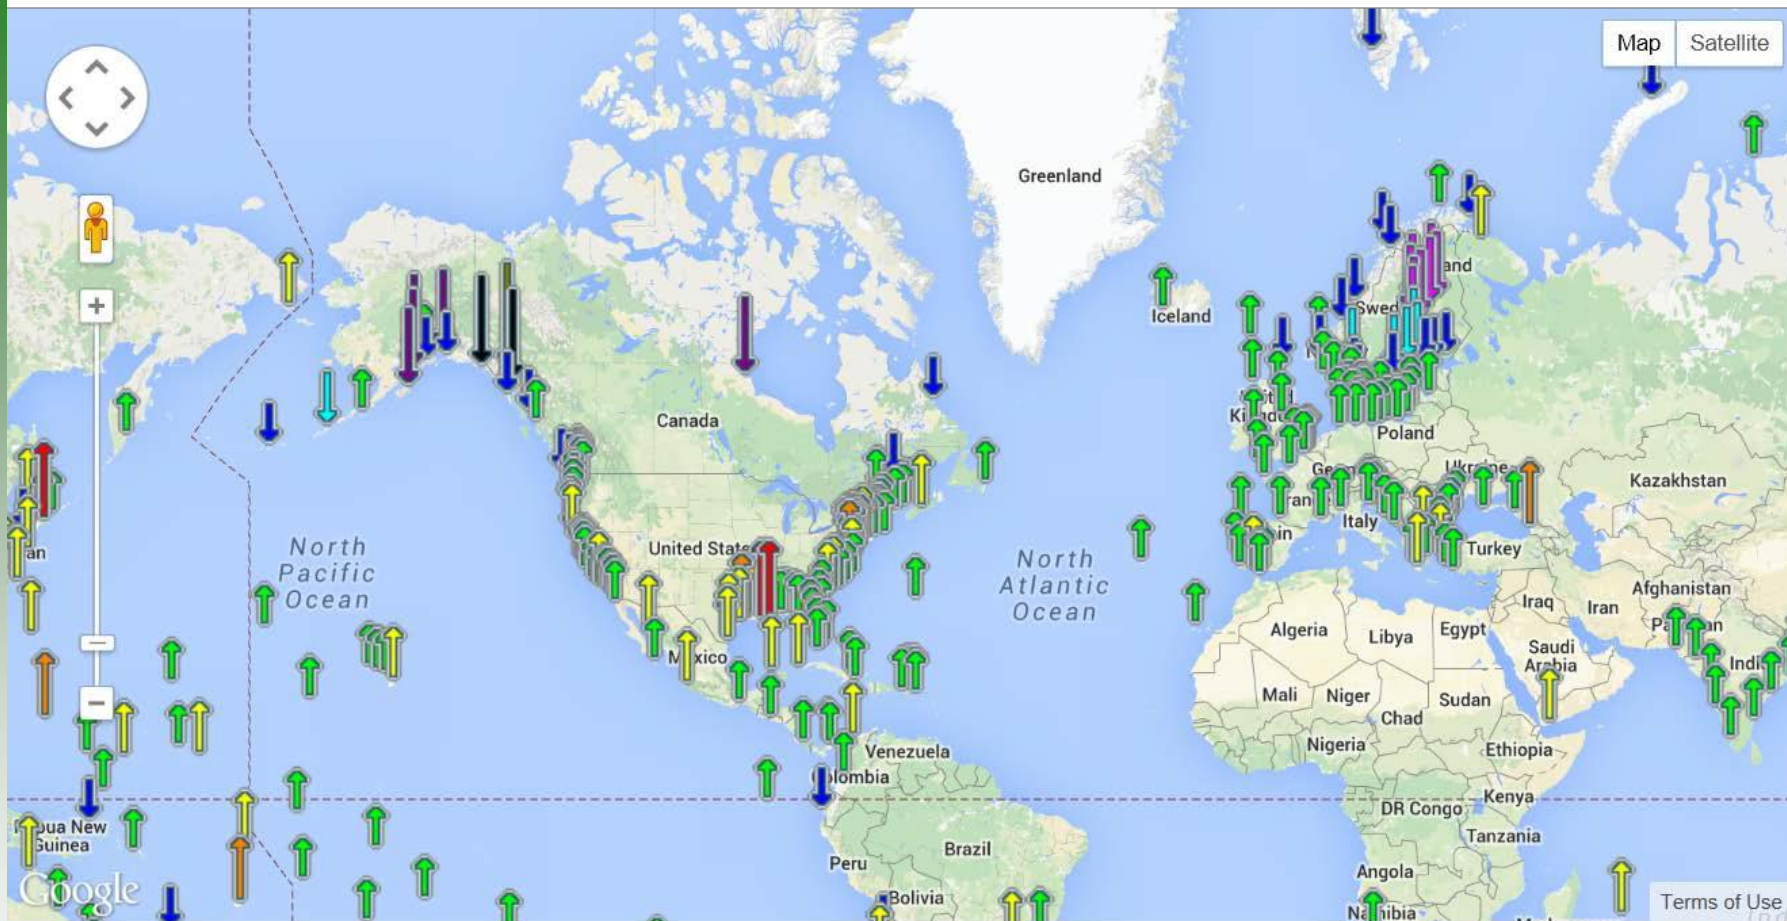 Map
Satellite
Greenland
Iceland
Canada
Poland
Kazakhstan
Italy
Turkey
North
Pacific
Ocean
North
Atlantic
Ocean
Afghanistan
Iraq
Iran
Algeria
Libya
Egypt
Saudi
Arabia
Mexico
Mali
Niger
Sudan
Chad
Nigeria
Ethiopia
Venezuela
Colombia
Kenya
DR Congo
Tanzania
Guinea
Brazil
Peru
Angola
Bolivia
Namibia
Google
Terms of Use